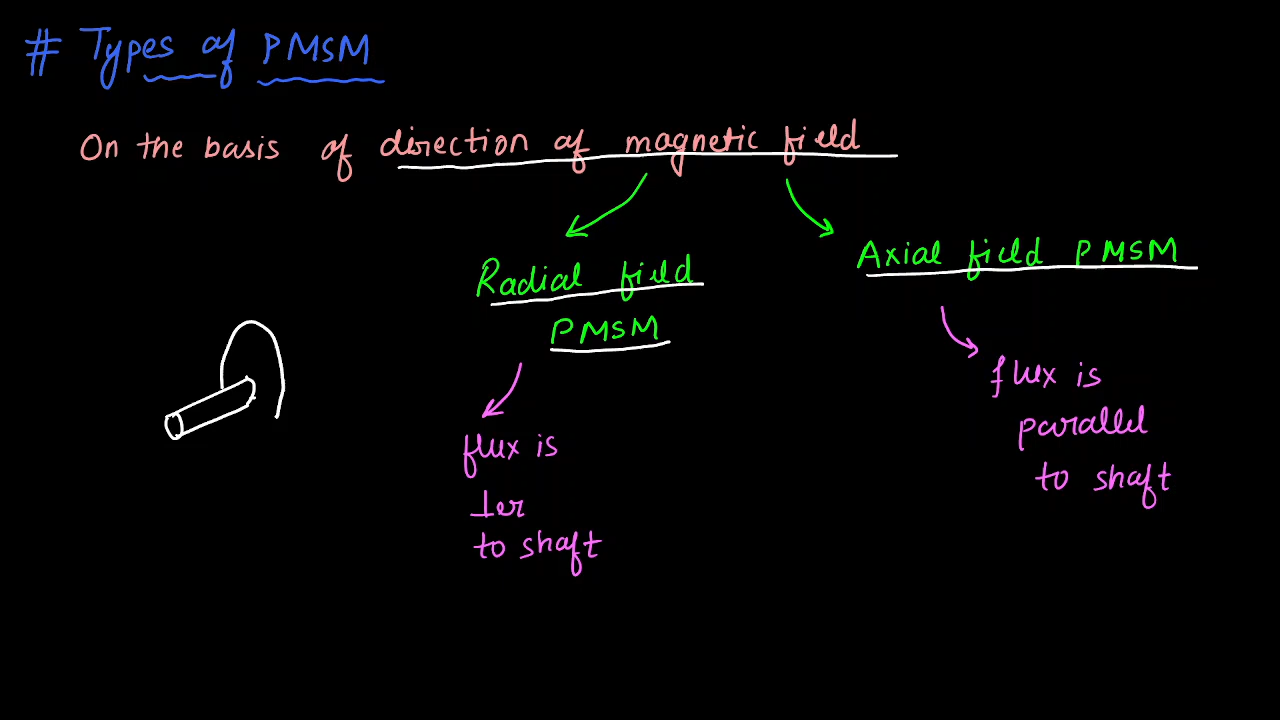 # Types of PMSM
On the basis of direction of magnetic field
Radial field
PMSM
flux is
⊥er
to shaft
Axial field PMSM
flux is
parallel
to shaft